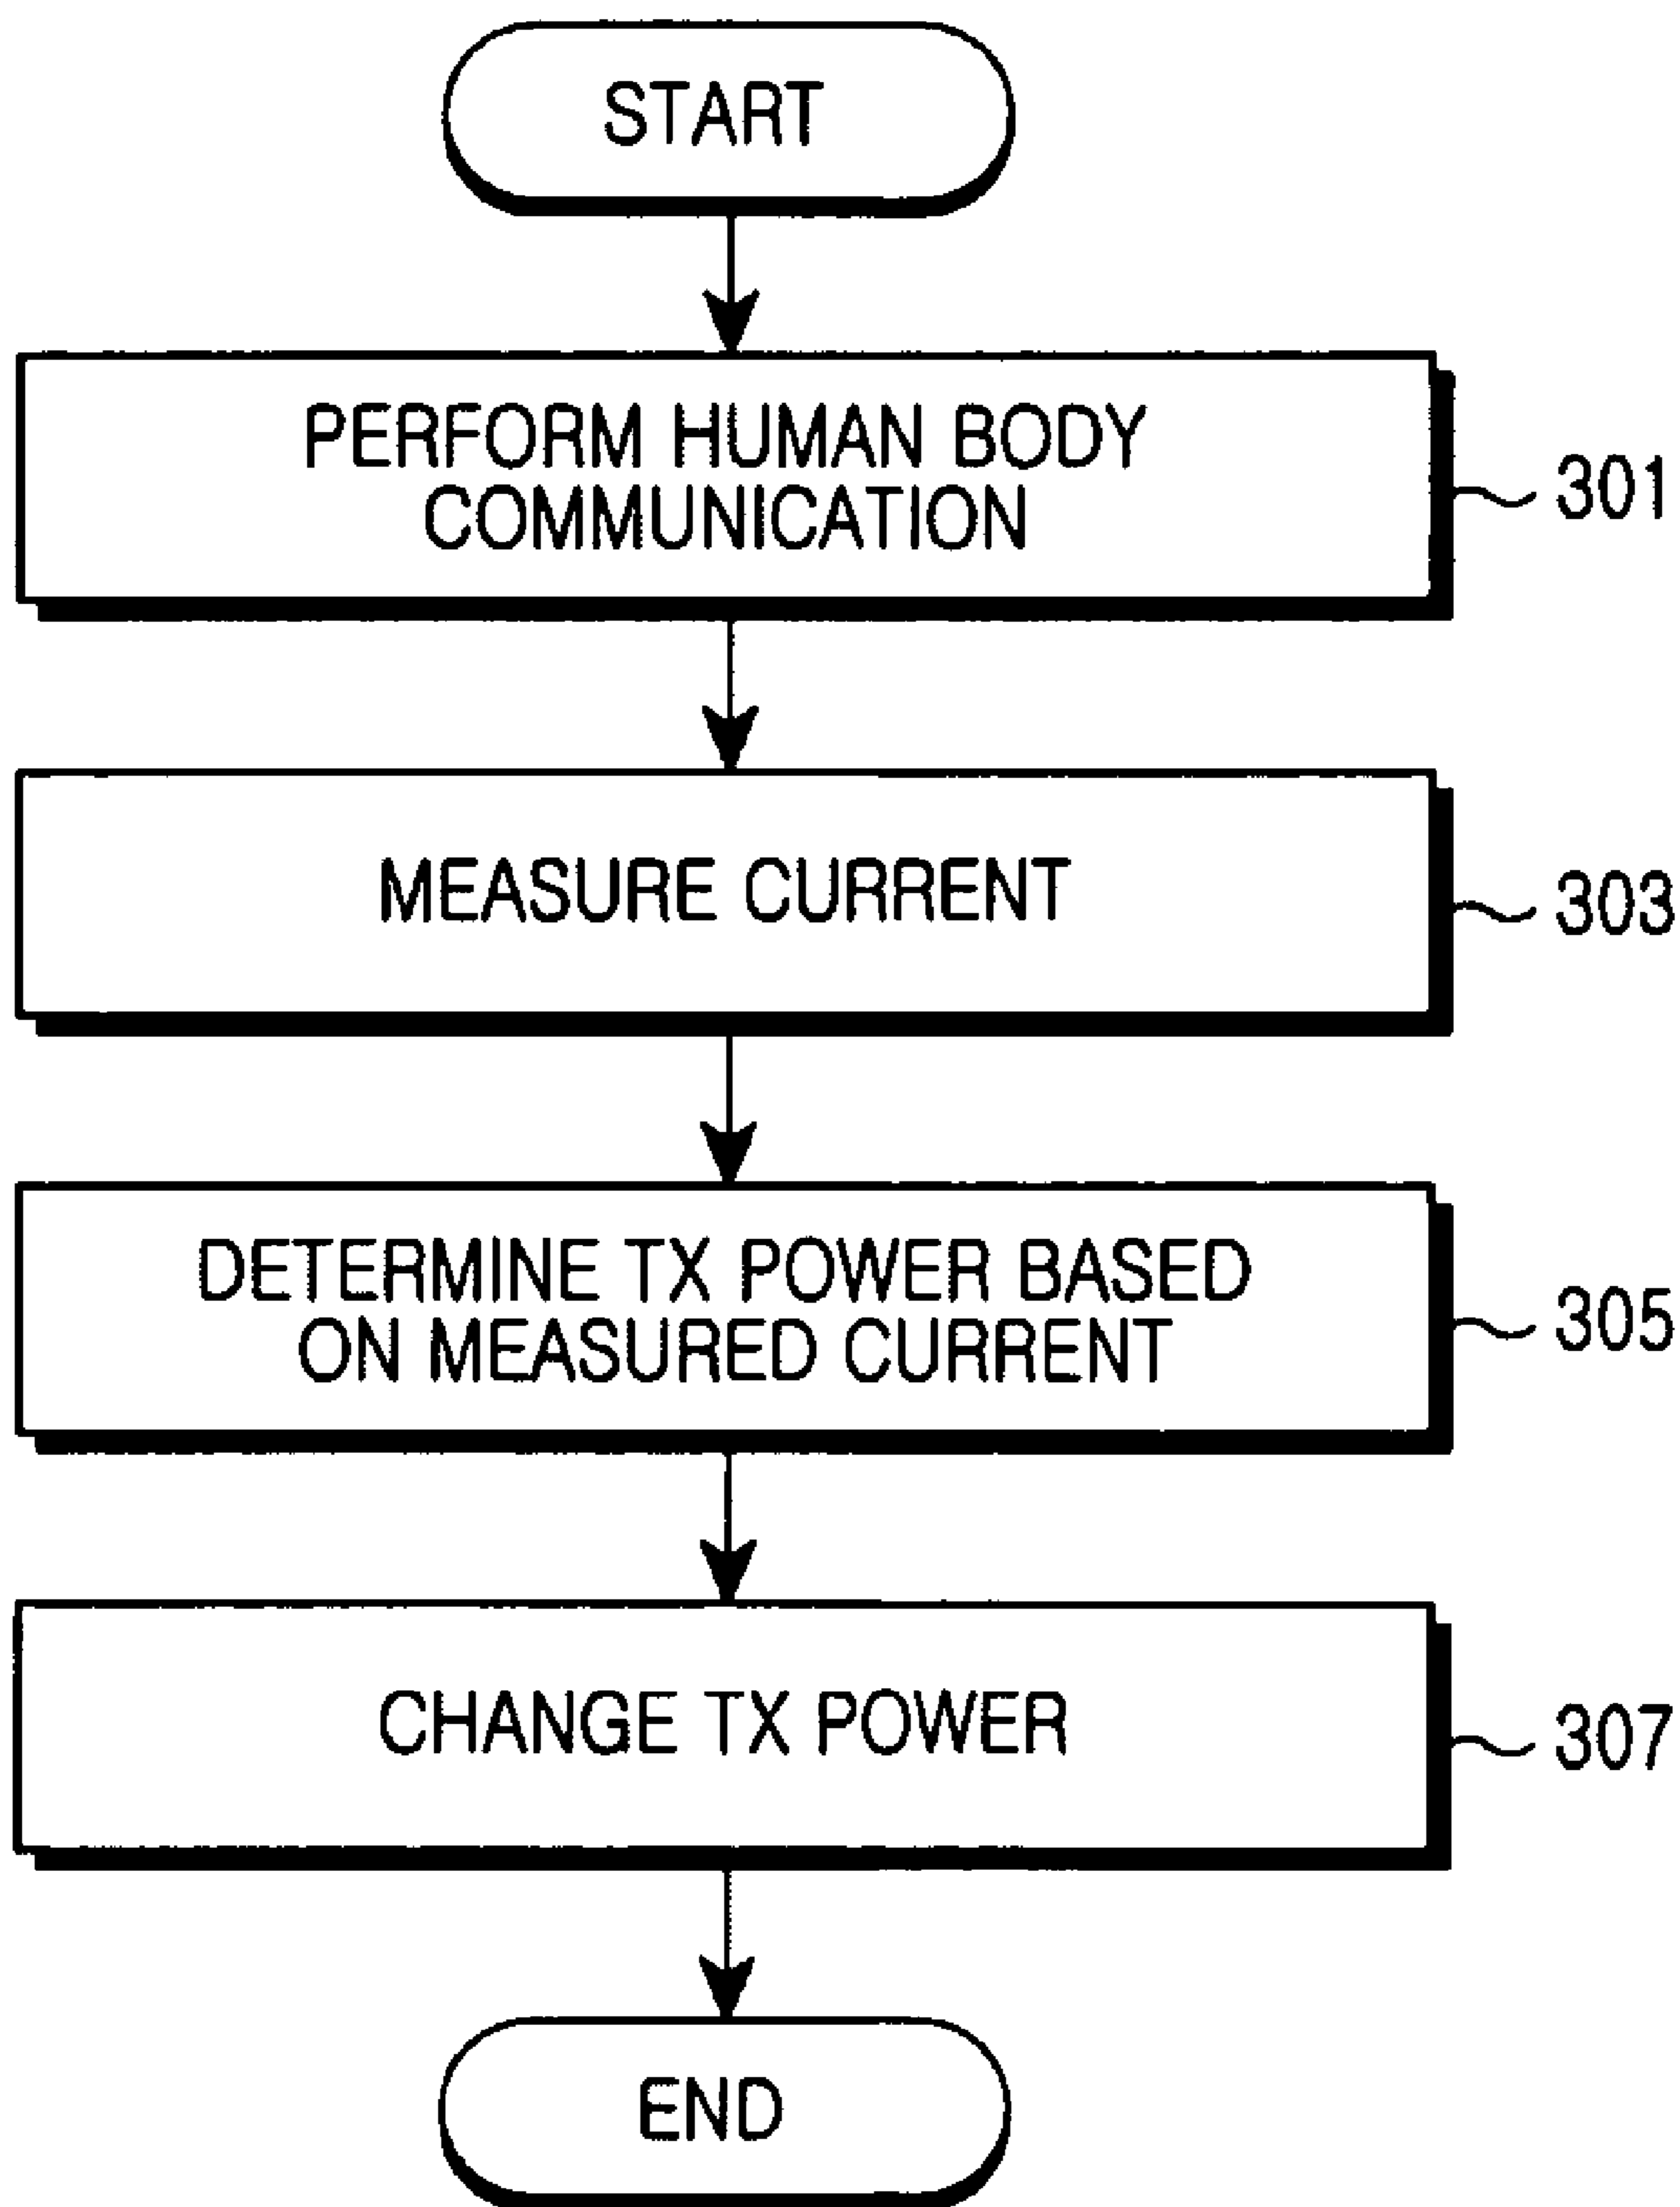 START
PERFORM HUMAN BODY
COMMUNICATION
301
MEASURE CURRENT
303
DETERMINE TX POWER BASED
ON MEASURED CURRENT
305
CHANGE TX POWER
307
END